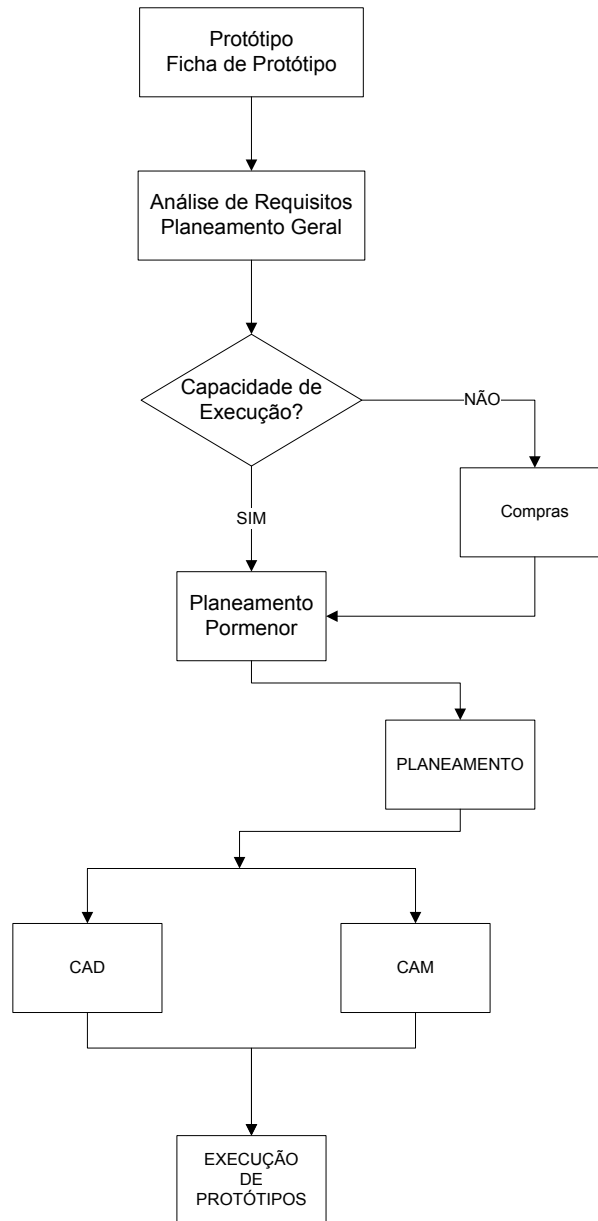 Protótipo
Ficha de Protótipo
Análise de Requisitos
Planeamento Geral
Capacidade de
Execução?
NÃO
Compras
SIM
Planeamento
Pormenor
PLANEAMENTO
CAD
CAM
EXECUÇÃO
DE
PROTÓTIPOS